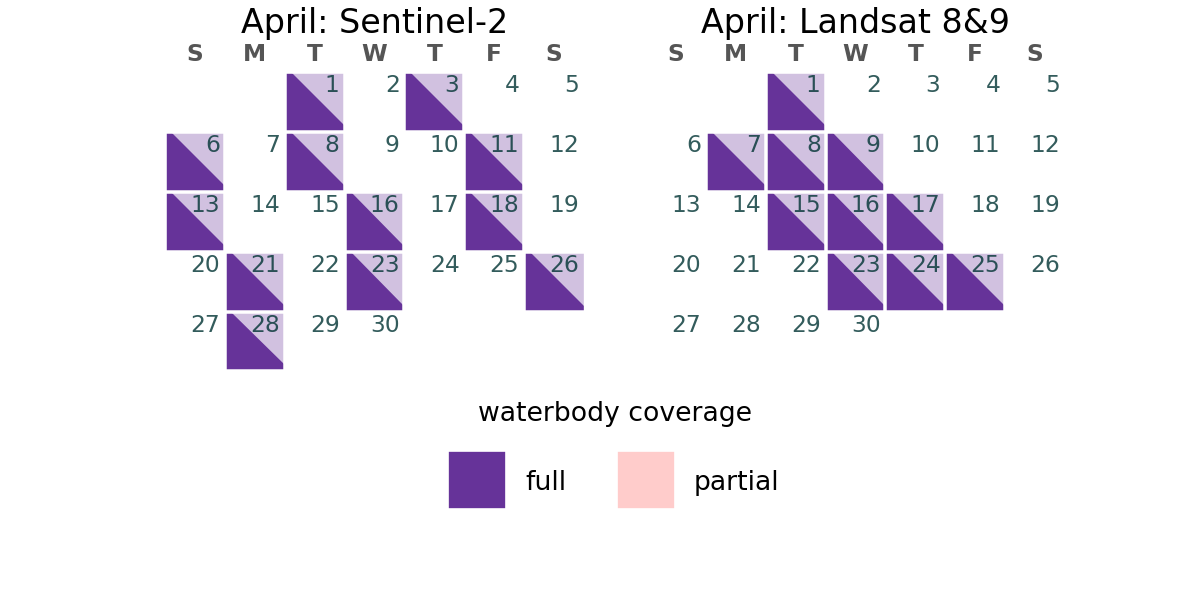 April: Sentinel-2
S M T W T F S
1 2 3 4 5
6 7 8 9 10 11 12
13 14 15 16 17 18 19
20 21 22 23 24 25 26
27 28 29 30
April: Landsat 8&9
S M T W T F S
1 2 3 4 5
6 7 8 9 10 11 12
13 14 15 16 17 18 19
20 21 22 23 24 25 26
27 28 29 30
waterbody coverage
full partial